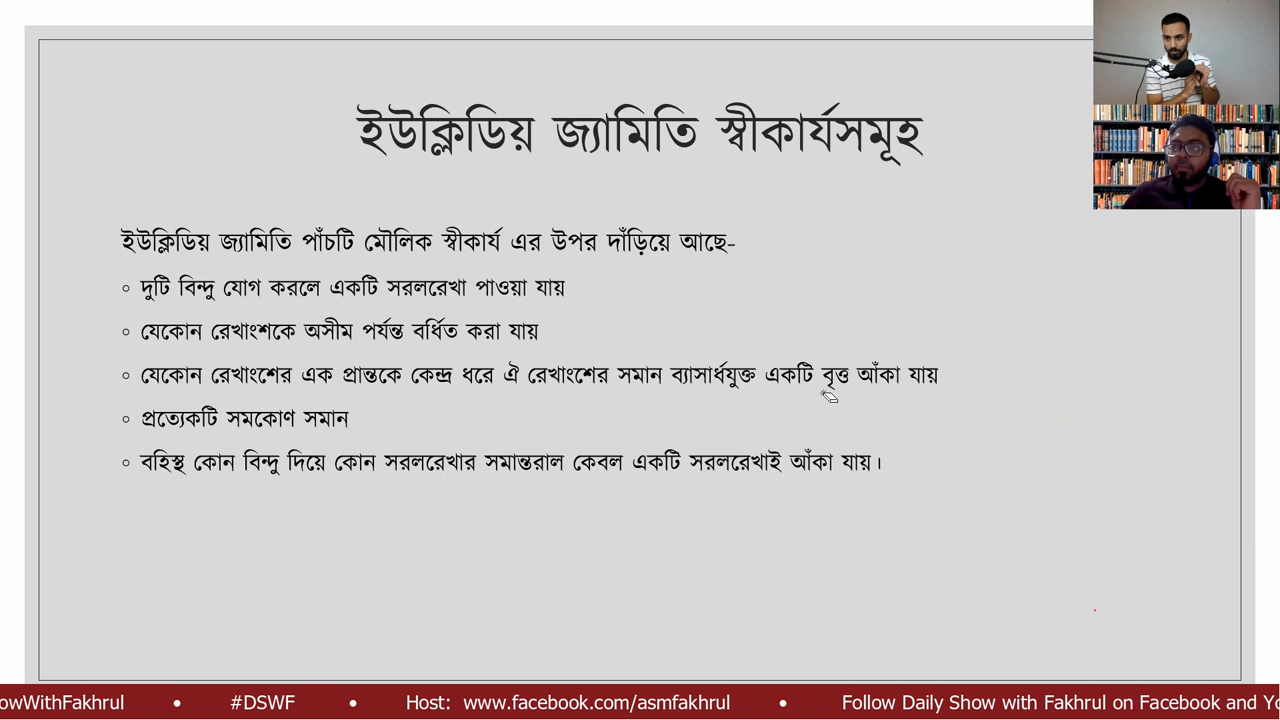 ইউক্লিডিয় জ্যামিতি স্বীকার্যসমূহ
ইউক্লিডিয় জ্যামিতি পাঁচটি মৌলিক স্বীকার্য এর উপর দাঁড়িয়ে আছে-
◦ দুটি বিন্দু যোগ করলে একটি সরলরেখা পাওয়া যায়
◦ যেকোন রেখাংশকে অসীম পর্যন্ত বর্ধিত করা যায়
◦ যেকোন রেখাংশের এক প্রান্তকে কেন্দ্র ধরে ঐ রেখাংশের সমান ব্যাসার্ধযুক্ত একটি বৃত্ত আঁকা যায়
◦ প্রত্যেকটি সমকোণ সমান
◦ বহিস্থ কোন বিন্দু দিয়ে কোন সরলরেখার সমান্তরাল কেবল একটি সরলরেখাই আঁকা যায়।
owWithFakhrul • #DSWF • Host: www.facebook.com/asmfakhrul • Follow Daily Show with Fakhrul on Facebook and Yo